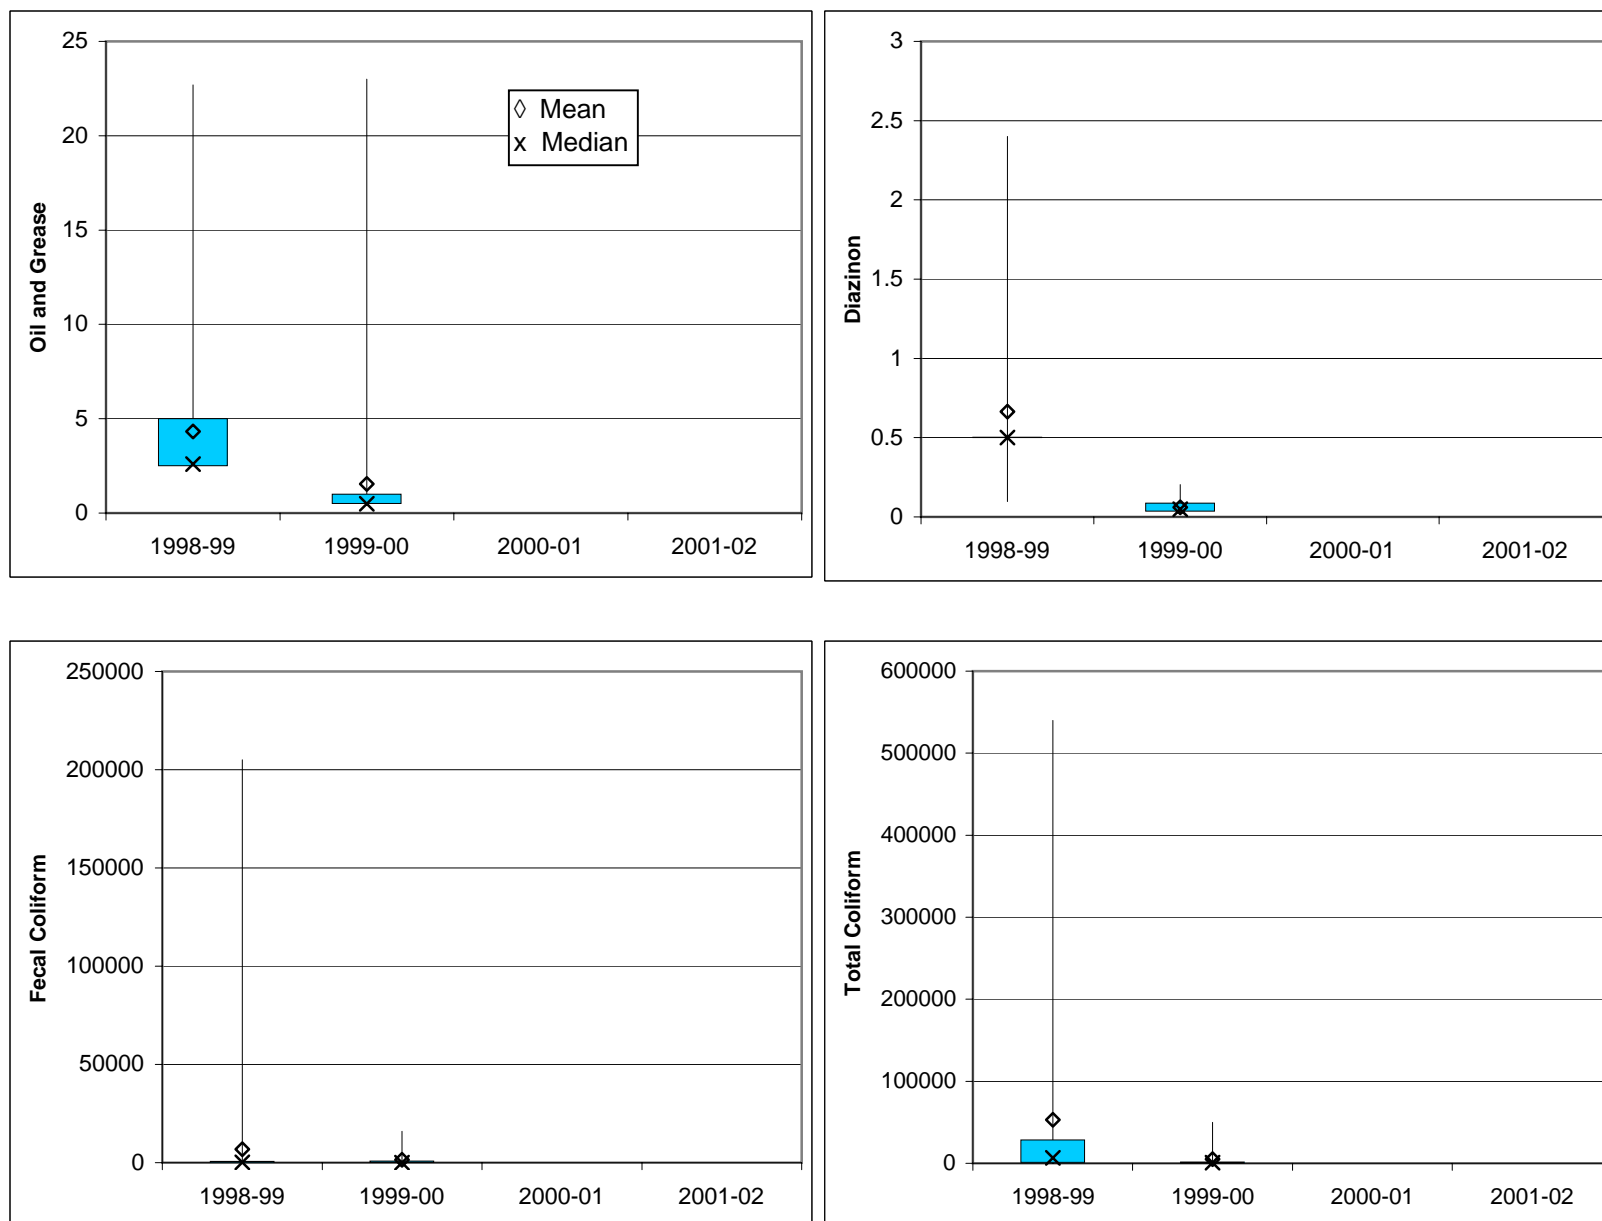 25
20
15
10
5
0
Oil and Grease
◊ Mean
x Median
1998-99 1999-00 2000-01 2001-02
3
2.5
2
1.5
1
0.5
0
Diazinon
1998-99 1999-00 2000-01 2001-02
250000
200000
150000
100000
50000
0
Fecal Coliform
1998-99 1999-00 2000-01 2001-02
600000
500000
400000
300000
200000
100000
0
Total Coliform
1998-99 1999-00 2000-01 2001-02